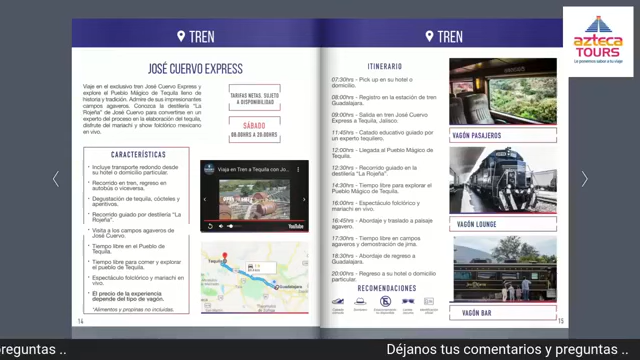 TREN
JOSÉ CUERVO EXPRESS
Viaje en el exclusivo tren José Cuervo Express y
explore el Pueblo Mágico de Tequila lleno de
historia y tradición. Admire de sus impresionantes
campos agaveros. Conozca la destilería "La
Rojeña" de José Cuervo para convertirse en un
experto del proceso en la elaboración del tequila,
disfrute del mariachi y show folklórico mexicano
en vivo.
TARIFAS NETAS. SUJETO
A DISPONIBILIDAD
SÁBADO
CARACTERÍSTICAS
• Incluye transporte redondo desde
su hotel o domicilio particular.
• Recorrido en tren, regreso en
autobús o viceversa.
• Degustación de tequila, cócteles y
aperitivos.
• Recorrido guiado por destilería "La
Rojeña".
• Visita a los campos agaveros de
José Cuervo.
• Tiempo libre en el Pueblo de
Tequila.
• Tiempo libre para comer y explorar
el pueblo de Tequila.
• Espectáculo folklórico y mariachi en
vivo.
• El precio de la experiencia
depende del tipo de vagón.
*Alimentos y propinas no incluidas.
Viaja en Tren a Tequila con Jo...
YouTube
Tequila
Guadalajara
14
TREN
ITINERARIO
07:30hrs - Pick up en su hotel o
domicilio.
08:00hrs - Registro en la estación de tren
Guadalajara.
09:00hrs - Salida en tren José Cuervo
Express a Tequila, Jalisco.
11:45hrs - Catado educativo guiado por
un experto tequilero.
12:00hrs - Llegada al Pueblo Mágico de
Tequila.
12:30hrs - Recorrido guiado en la
destilería "La Rojeña".
14:30hrs - Tiempo libre para explorar el
Pueblo Mágico de Tequila.
16:00hrs - Espectáculo folklórico y
mariachi en vivo.
16:45hrs - Abordaje y traslado a paisaje
agavero.
17:30hrs - Tiempo libre en campos
agaveros y demostración de jima.
18:30hrs - Abordaje de regreso a
Guadalajara.
20:00hrs - Regreso a su hotel o domicilio
particular.
RECOMENDACIONES
VAGÓN PASAJEROS
VAGÓN LOUNGE
VAGÓN BAR
15
azteca
TOURS
Le ponemos sabor a tu viaje
preguntas ..
Déjanos tus comentarios y preguntas ..